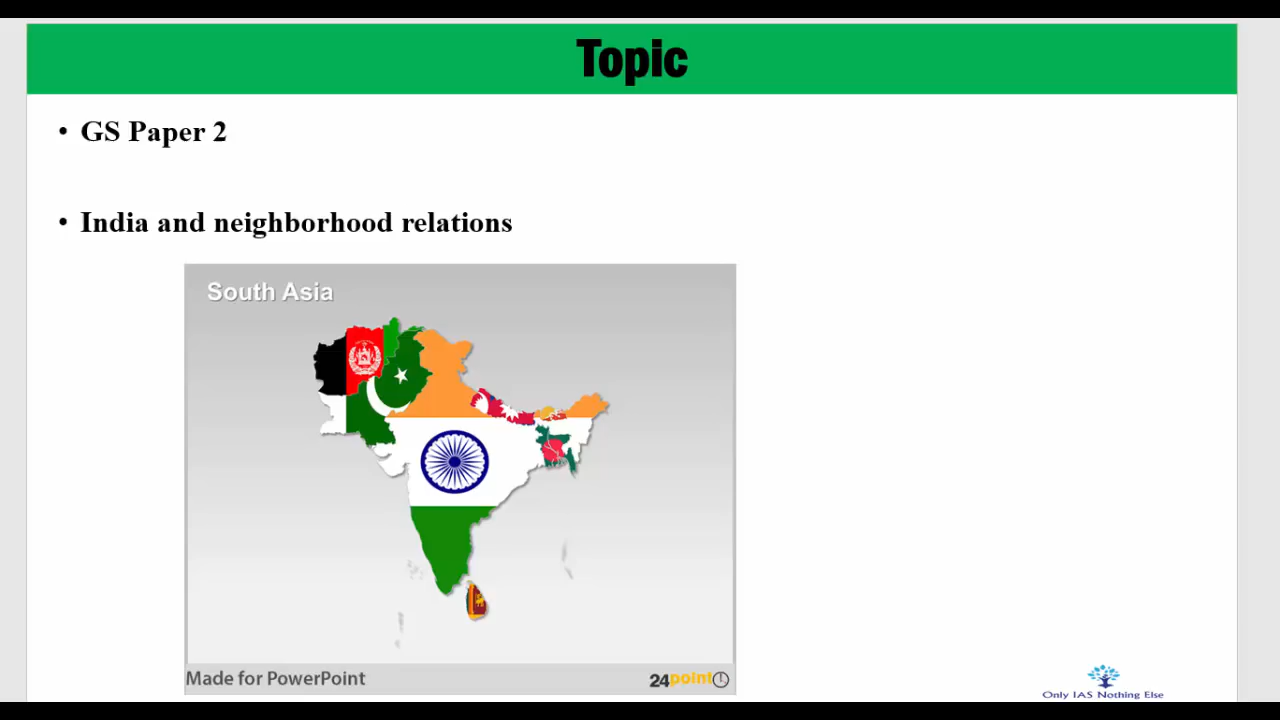 Topic
• GS Paper 2
• India and neighborhood relations
South Asia
Made for PowerPoint
24point
Only IAS Nothing Else